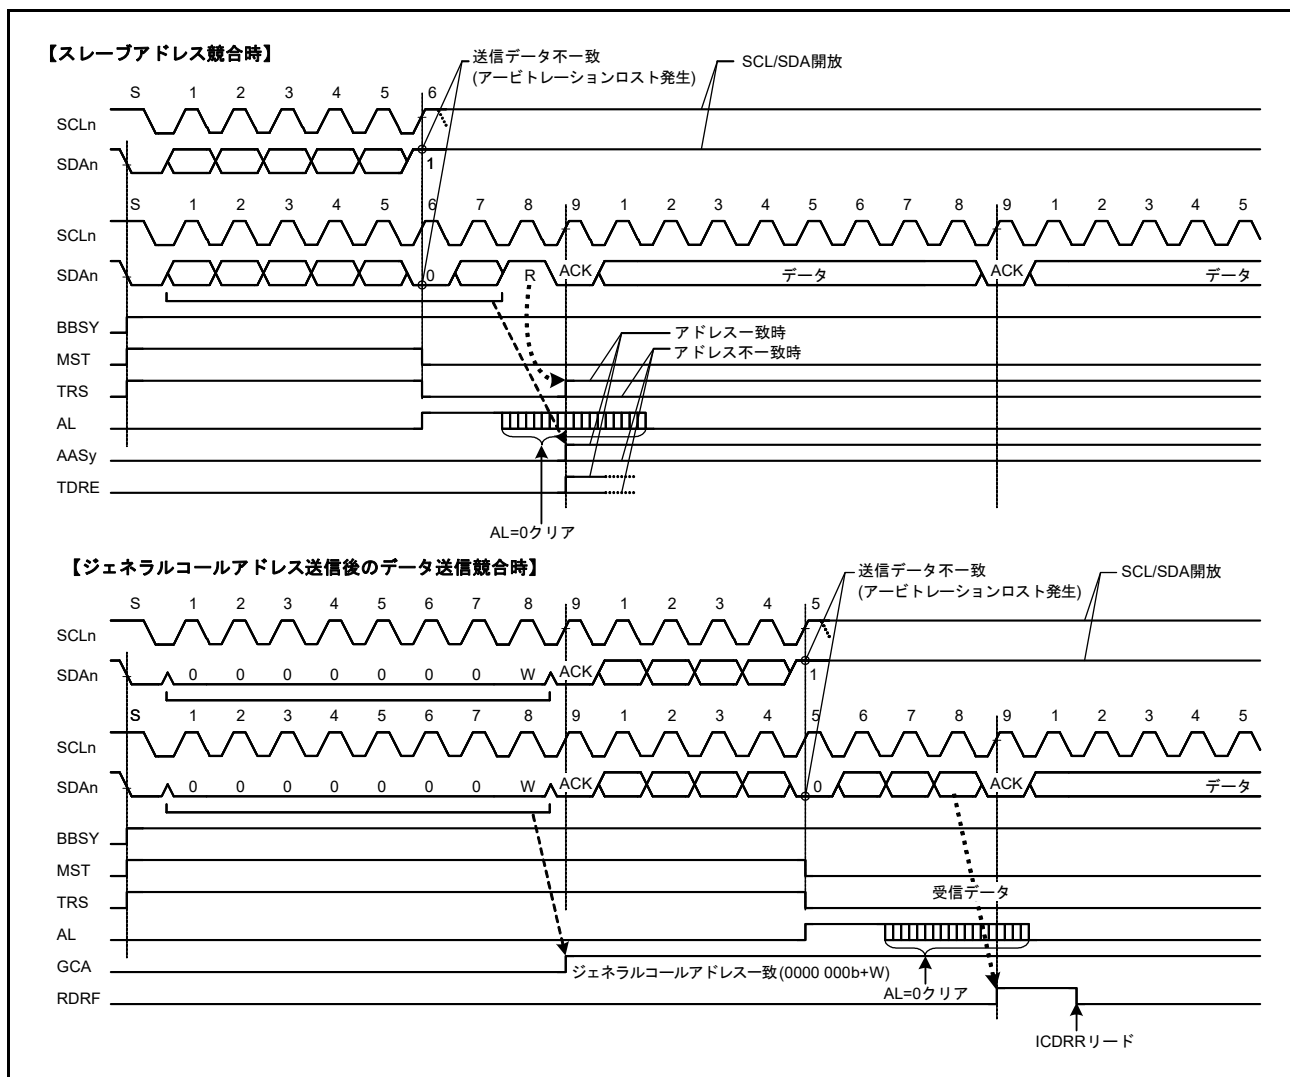 【スレーブアドレス競合時】
送信データ不一致
(アービトレーションロスト発生)
SCL/SDA開放
S 1 2 3 4 5 6
SCLn
SDAn
1
S 1 2 3 4 5 6 7 8 9 1 2 3 4 5 6 7 8 9 1 2 3 4 5
SCLn
SDAn
0 R ACK データ ACK データ
BBSY
アドレス一致時
MST
アドレス不一致時
TRS
AL
AASy
TDRE
AL=0クリア
【ジェネラルコールアドレス送信後のデータ送信競合時】
送信データ不一致
(アービトレーションロスト発生)
SCL/SDA開放
S 1 2 3 4 5 6 7 8 9 1 2 3 4 5
SCLn
SDAn
0 0 0 0 0 0 0 W ACK 1
S 1 2 3 4 5 6 7 8 9 1 2 3 4 5 6 7 8 9 1 2 3 4 5
SCLn
SDAn
0 0 0 0 0 0 0 W ACK 0 ACK データ
BBSY
MST
TRS
受信データ
AL
GCA
ジェネラルコールアドレス一致(0000 000b+W)
AL=0クリア
RDRF
ICDRRリード